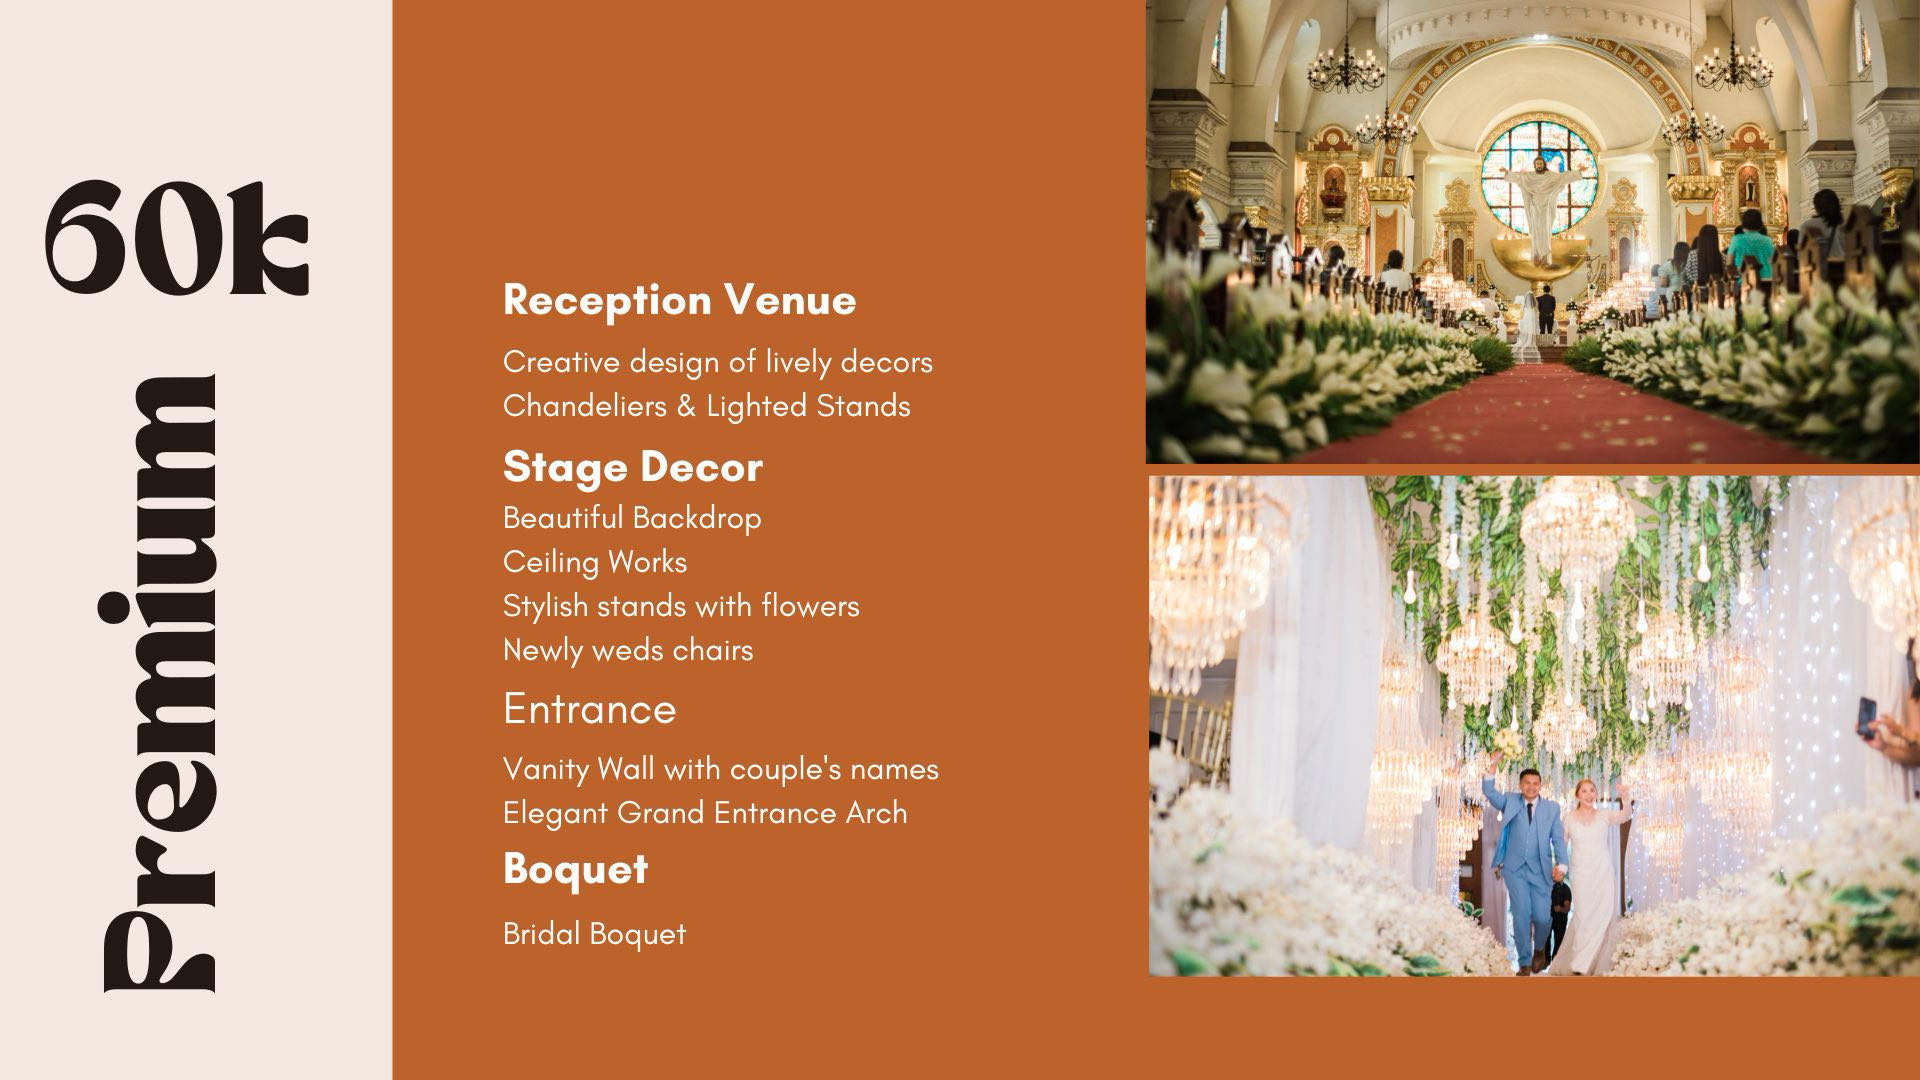 60k
Premium
Reception Venue
Creative design of lively decors
Chandeliers & Lighted Stands
Stage Decor
Beautiful Backdrop
Ceiling Works
Stylish stands with flowers
Newly weds chairs
Entrance
Vanity Wall with couple's names
Elegant Grand Entrance Arch
Boquet
Bridal Boquet